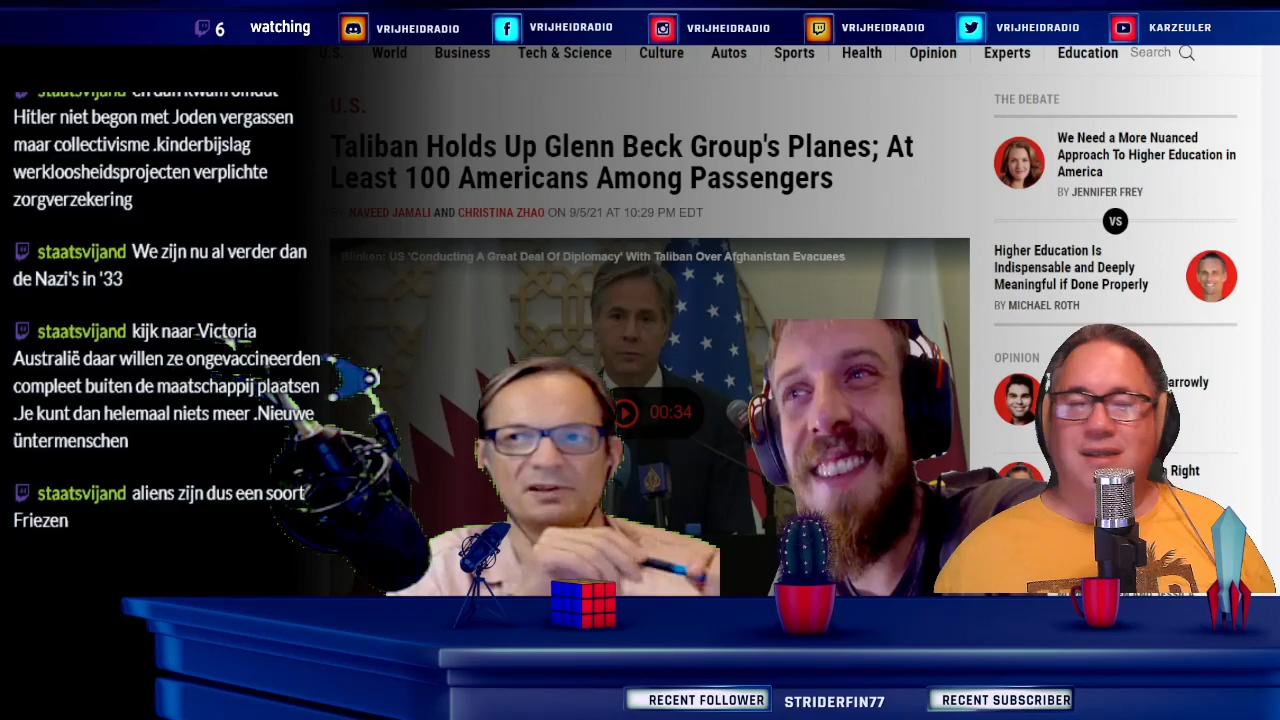 6 watching
VRIJHEIDRADIO
VRIJHEIDRADIO
VRIJHEIDRADIO
VRIJHEIDRADIO
VRIJHEIDRADIO
KARZEULER
U.S. World Business Tech & Science Culture Autos Sports Health Opinion Experts Education Search
staatsvijand en dan kwam omdat
Hitler niet begon met Joden vergassen
maar collectivisme .kinderbijslag
werkloosheidsprojecten verplichte
zorgverzekering
staatsvijand We zijn nu al verder dan
de Nazi's in '33
staatsvijand kijk naar Victoria
Australië daar willen ze ongevaccineerden
compleet buiten de maatschappij plaatsen
.Je kunt dan helemaal niets meer .Nieuwe
üntermenschen
staatsvijand aliens zijn dus een soort
Friezen
U.S.
Taliban Holds Up Glenn Beck Group's Planes; At
Least 100 Americans Among Passengers
BY NAVEED JAMALI AND CHRISTINA ZHAO ON 9/5/21 AT 10:29 PM EDT
Blinken: US 'Conducting A Great Deal Of Diplomacy' With Taliban Over Afghanistan Evacuees
00:34
THE DEBATE
We Need a More Nuanced
Approach To Higher Education in
America
BY JENNIFER FREY
VS
Higher Education Is
Indispensable and Deeply
Meaningful if Done Properly
BY MICHAEL ROTH
OPINION
Right
RECENT FOLLOWER
STRIDERFIN77
RECENT SUBSCRIBER